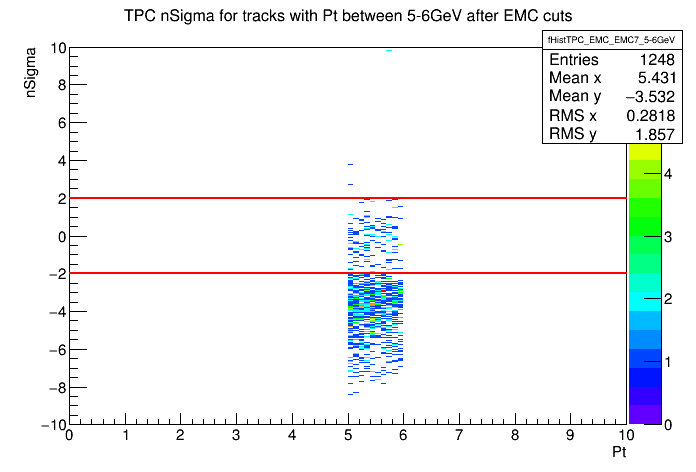 TPC nSigma for tracks with Pt between 5-6GeV after EMC cuts
fHistTPC_EMC_EMC7_5-6GeV
Entries 1248
Mean x 5.431
Mean y −3.532
RMS x 0.2818
RMS y 1.857
nSigma
10
8
6
4
2
0
−2
−4
−6
−8
−10
4
3
2
1
0
0 1 2 3 4 5 6 7 8 9 10
Pt